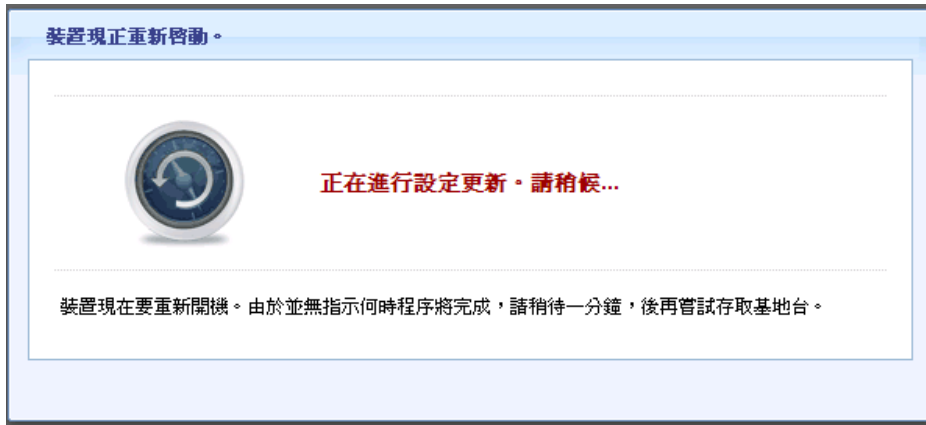 裝置現正重新啓動。
正在進行設定更新。請稍候...
裝置現在要重新開機。由於並無指示何時程序將完成，請稍待一分鐘，後再嘗試存取基地台。